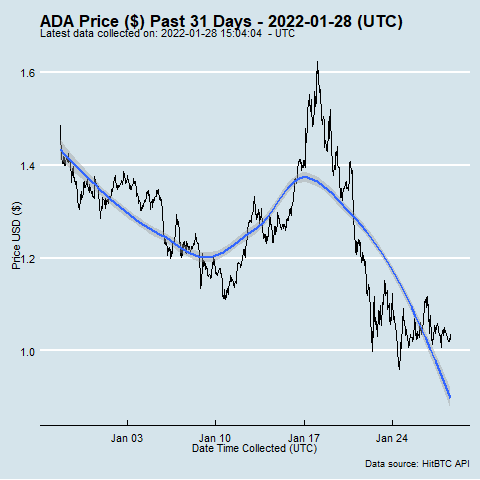 ADA Price ($) Past 31 Days - 2022-01-28 (UTC)
Latest data collected on: 2022-01-28 15:04:04 - UTC
1.6
1.4
1.2
1.0
Price USD ($)
Jan 03 Jan 10 Jan 17 Jan 24
Date Time Collected (UTC)
Data source: HitBTC API